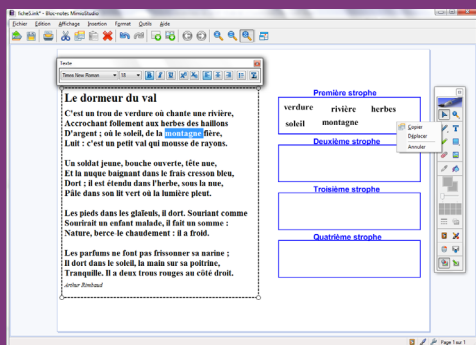 fiche5.ink* - Bloc-notes MimioStudio
Fichier Edition Affichage Insertion Format Outils Aide
Texte
Times New Roman 18
Le dormeur du val
C'est un trou de verdure où chante une rivière,
Accrochant follement aux herbes des haillons
D'argent ; où le soleil, de la montagne fière,
Luit : c'est un petit val qui mousse de rayons.
Un soldat jeune, bouche ouverte, tête nue,
Et la nuque baignant dans le frais cresson bleu,
Dort ; il est étendu dans l'herbe, sous la nue,
Pâle dans son lit vert où la lumière pleut.
Les pieds dans les glaïeuls, il dort. Souriant comme
Sourirait un enfant malade, il fait un somme :
Nature, berce-le chaudement : il a froid.
Les parfums ne font pas frissonner sa narine ;
Il dort dans le soleil, la main sur sa poitrine,
Tranquille. Il a deux trous rouges au côté droit.
Arthur Rimbaud
Première strophe
verdure rivière herbes
soleil montagne
Copier
Déplacer
Annuler
Deuxième strophe
Troisième strophe
Quatrième strophe
Page 1 sur 1